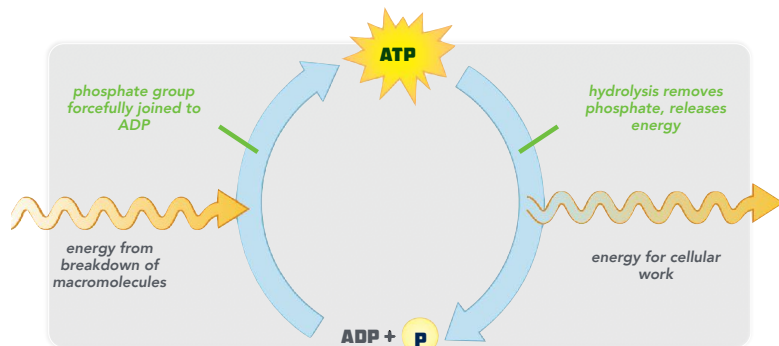 ATP
phosphate group
forcefully joined to
ADP
hydrolysis removes
phosphate, releases
energy
energy from
breakdown of
macromolecules
energy for cellular
work
ADP + P